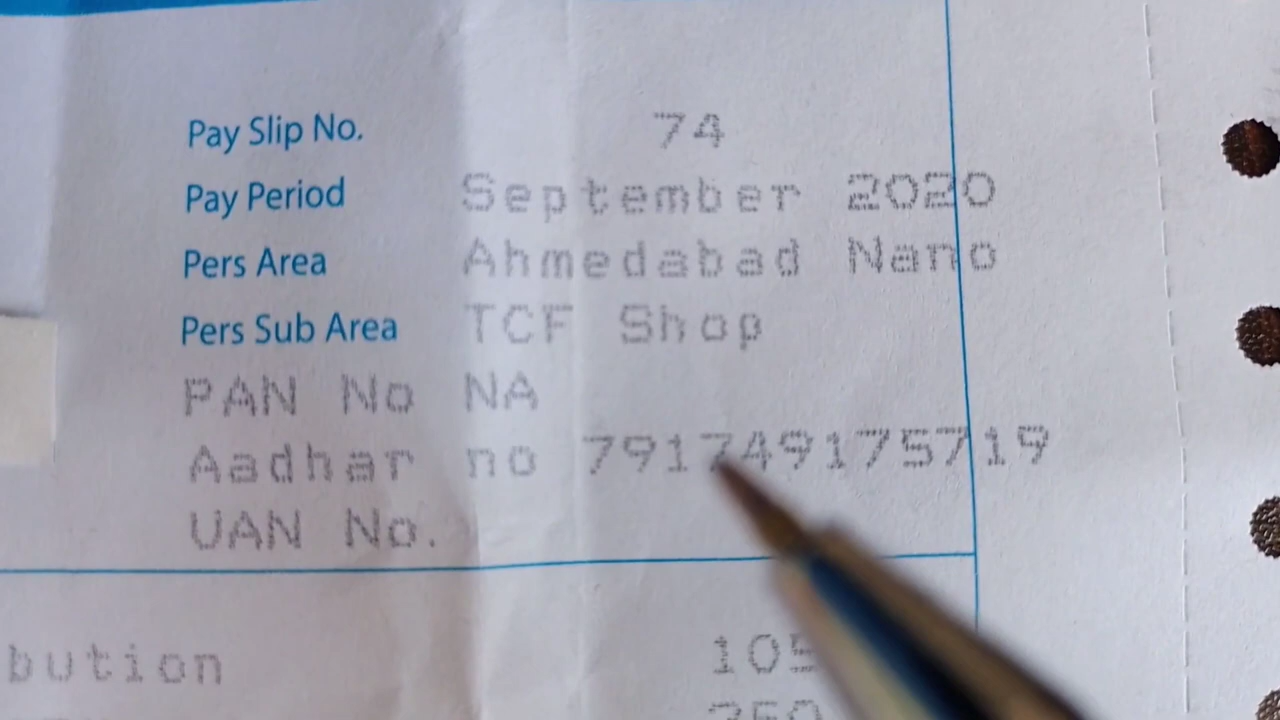 Pay Slip No. 74
Pay Period September 2020
Pers Area Ahmedabad Nano
Pers Sub Area TCF Shop
PAN No NA
Aadhar no 791749175719
UAN No.
bution 105